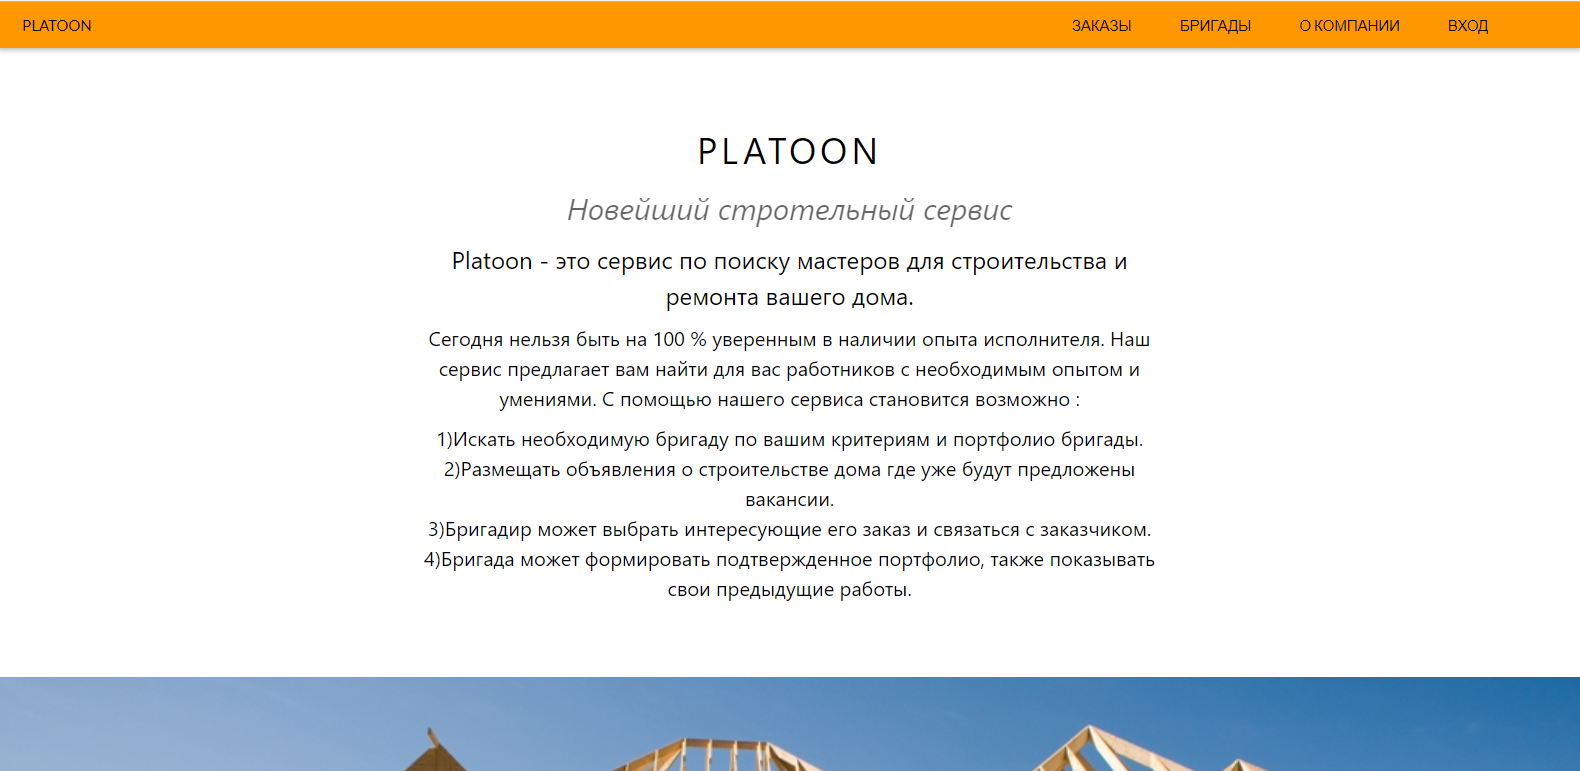 PLATOON
ЗАКАЗЫ
БРИГАДЫ
О КОМПАНИИ
ВХОД
PLATOON
Новейший стротельный сервис
Platoon - это сервис по поиску мастеров для строительства и
ремонта вашего дома.
Сегодня нельзя быть на 100 % уверенным в наличии опыта исполнителя. Наш
сервис предлагает вам найти для вас работников с необходимым опытом и
умениями. С помощью нашего сервиса становится возможно :
1)Искать необходимую бригаду по вашим критериям и портфолио бригады.
2)Размещать объявления о строительстве дома где уже будут предложены
вакансии.
3)Бригадир может выбрать интересующие его заказ и связаться с заказчиком.
4)Бригада может формировать подтвержденное портфолио, также показывать
свои предыдущие работы.